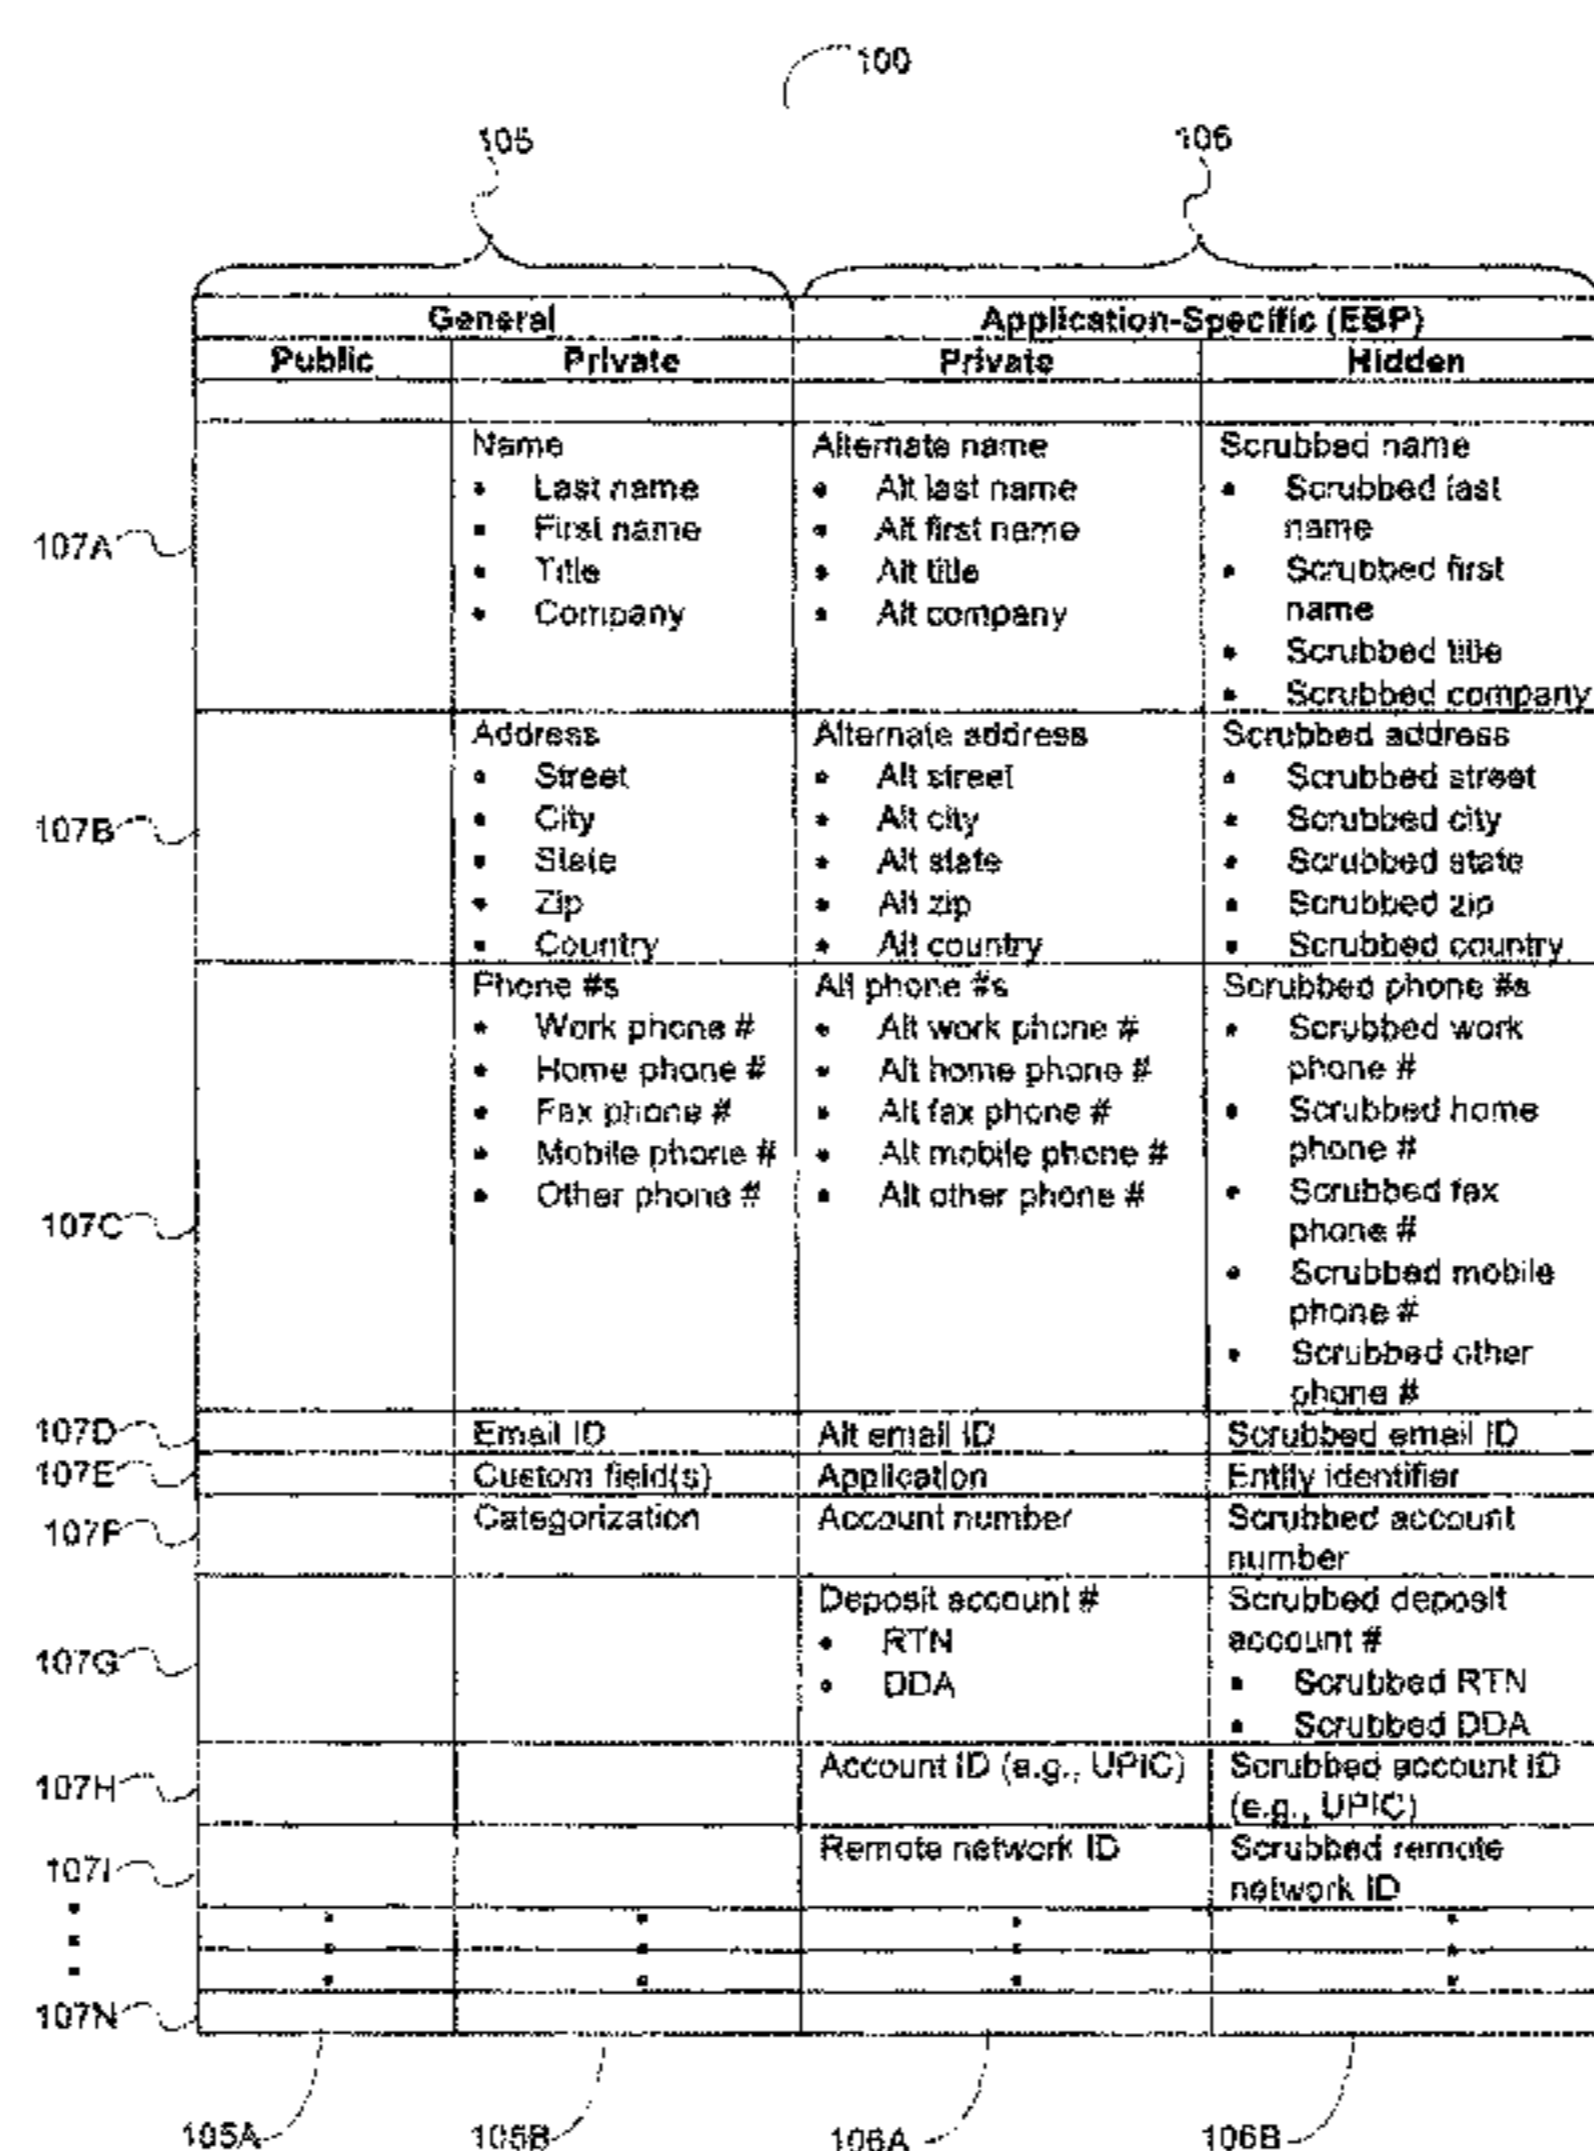 100
105 106
General Application-Specific (EBP)
Public Private Private Hidden
107A
Name
• Last name
• First name
• Title
• Company
Alternate name
• Alt last name
• Alt first name
• Alt title
• Alt company
Scrubbed name
• Scrubbed last
name
• Scrubbed first
name
• Scrubbed title
• Scrubbed company
107B
Address
• Street
• City
• State
• Zip
• Country
Alternate address
• Alt street
• Alt city
• Alt state
• Alt zip
• Alt country
Scrubbed address
• Scrubbed street
• Scrubbed city
• Scrubbed state
• Scrubbed zip
• Scrubbed country
107C
Phone #s
• Work phone #
• Home phone #
• Fax phone #
• Mobile phone #
• Other phone #
Alt phone #s
• Alt work phone #
• Alt home phone #
• Alt fax phone #
• Alt mobile phone #
• Alt other phone #
Scrubbed phone #s
• Scrubbed work
phone #
• Scrubbed home
phone #
• Scrubbed fax
phone #
• Scrubbed mobile
phone #
• Scrubbed other
phone #
107D Email ID Alt email ID Scrubbed email ID
107E Custom field(s) Application Entity identifier
107F Categorization Account number Scrubbed account
number
107G
Deposit account #
• RTN
• DDA
Scrubbed deposit
account #
• Scrubbed RTN
• Scrubbed DDA
107H Account ID (e.g., UPIC) Scrubbed account ID
(e.g., UPIC)
107I Remote network ID Scrubbed remote
network ID
107N
105A 105B 106A 106B